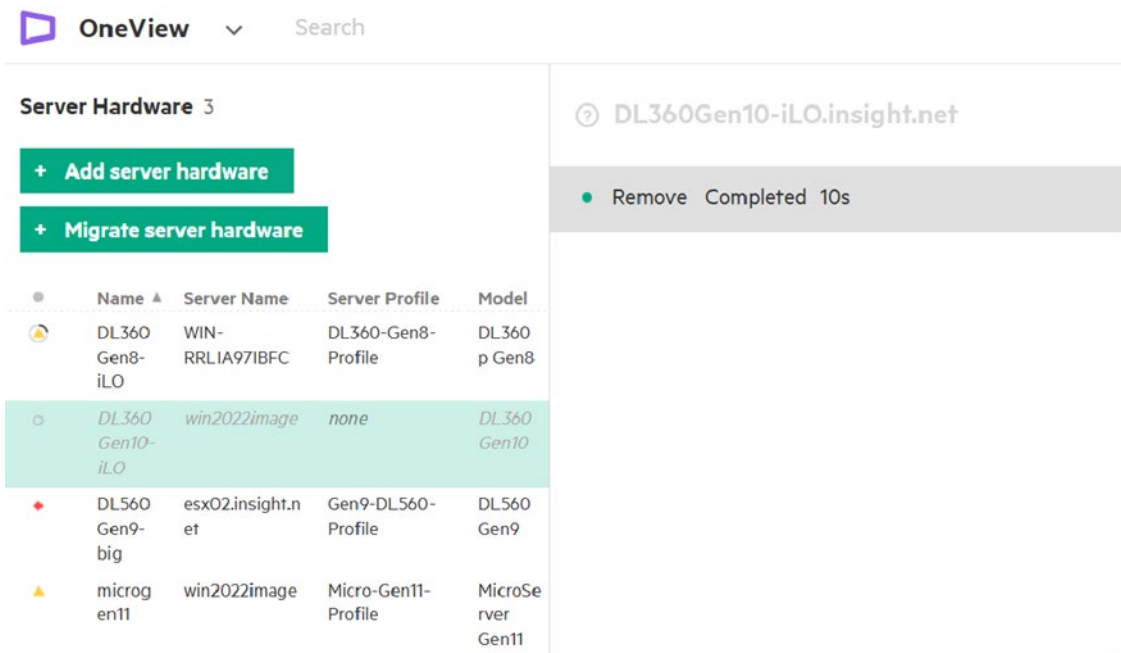 OneView
Search
Server Hardware 3
+ Add server hardware
+ Migrate server hardware
Name Server Name Server Profile Model
DL360 WIN- DL360-Gen8- DL360
Gen8- RRLIA97IBFC Profile p Gen8
iLO
DL360 win2022image none DL360
Gen10- Gen10
iLO
DL560 esx02.insight.n Gen9-DL560- DL560
Gen9- et Profile Gen9
big
microg win2022image Micro-Gen11- MicroSe
en11 Profile rver
Gen11
? DL360Gen10-iLO.insight.net
Remove Completed 10s